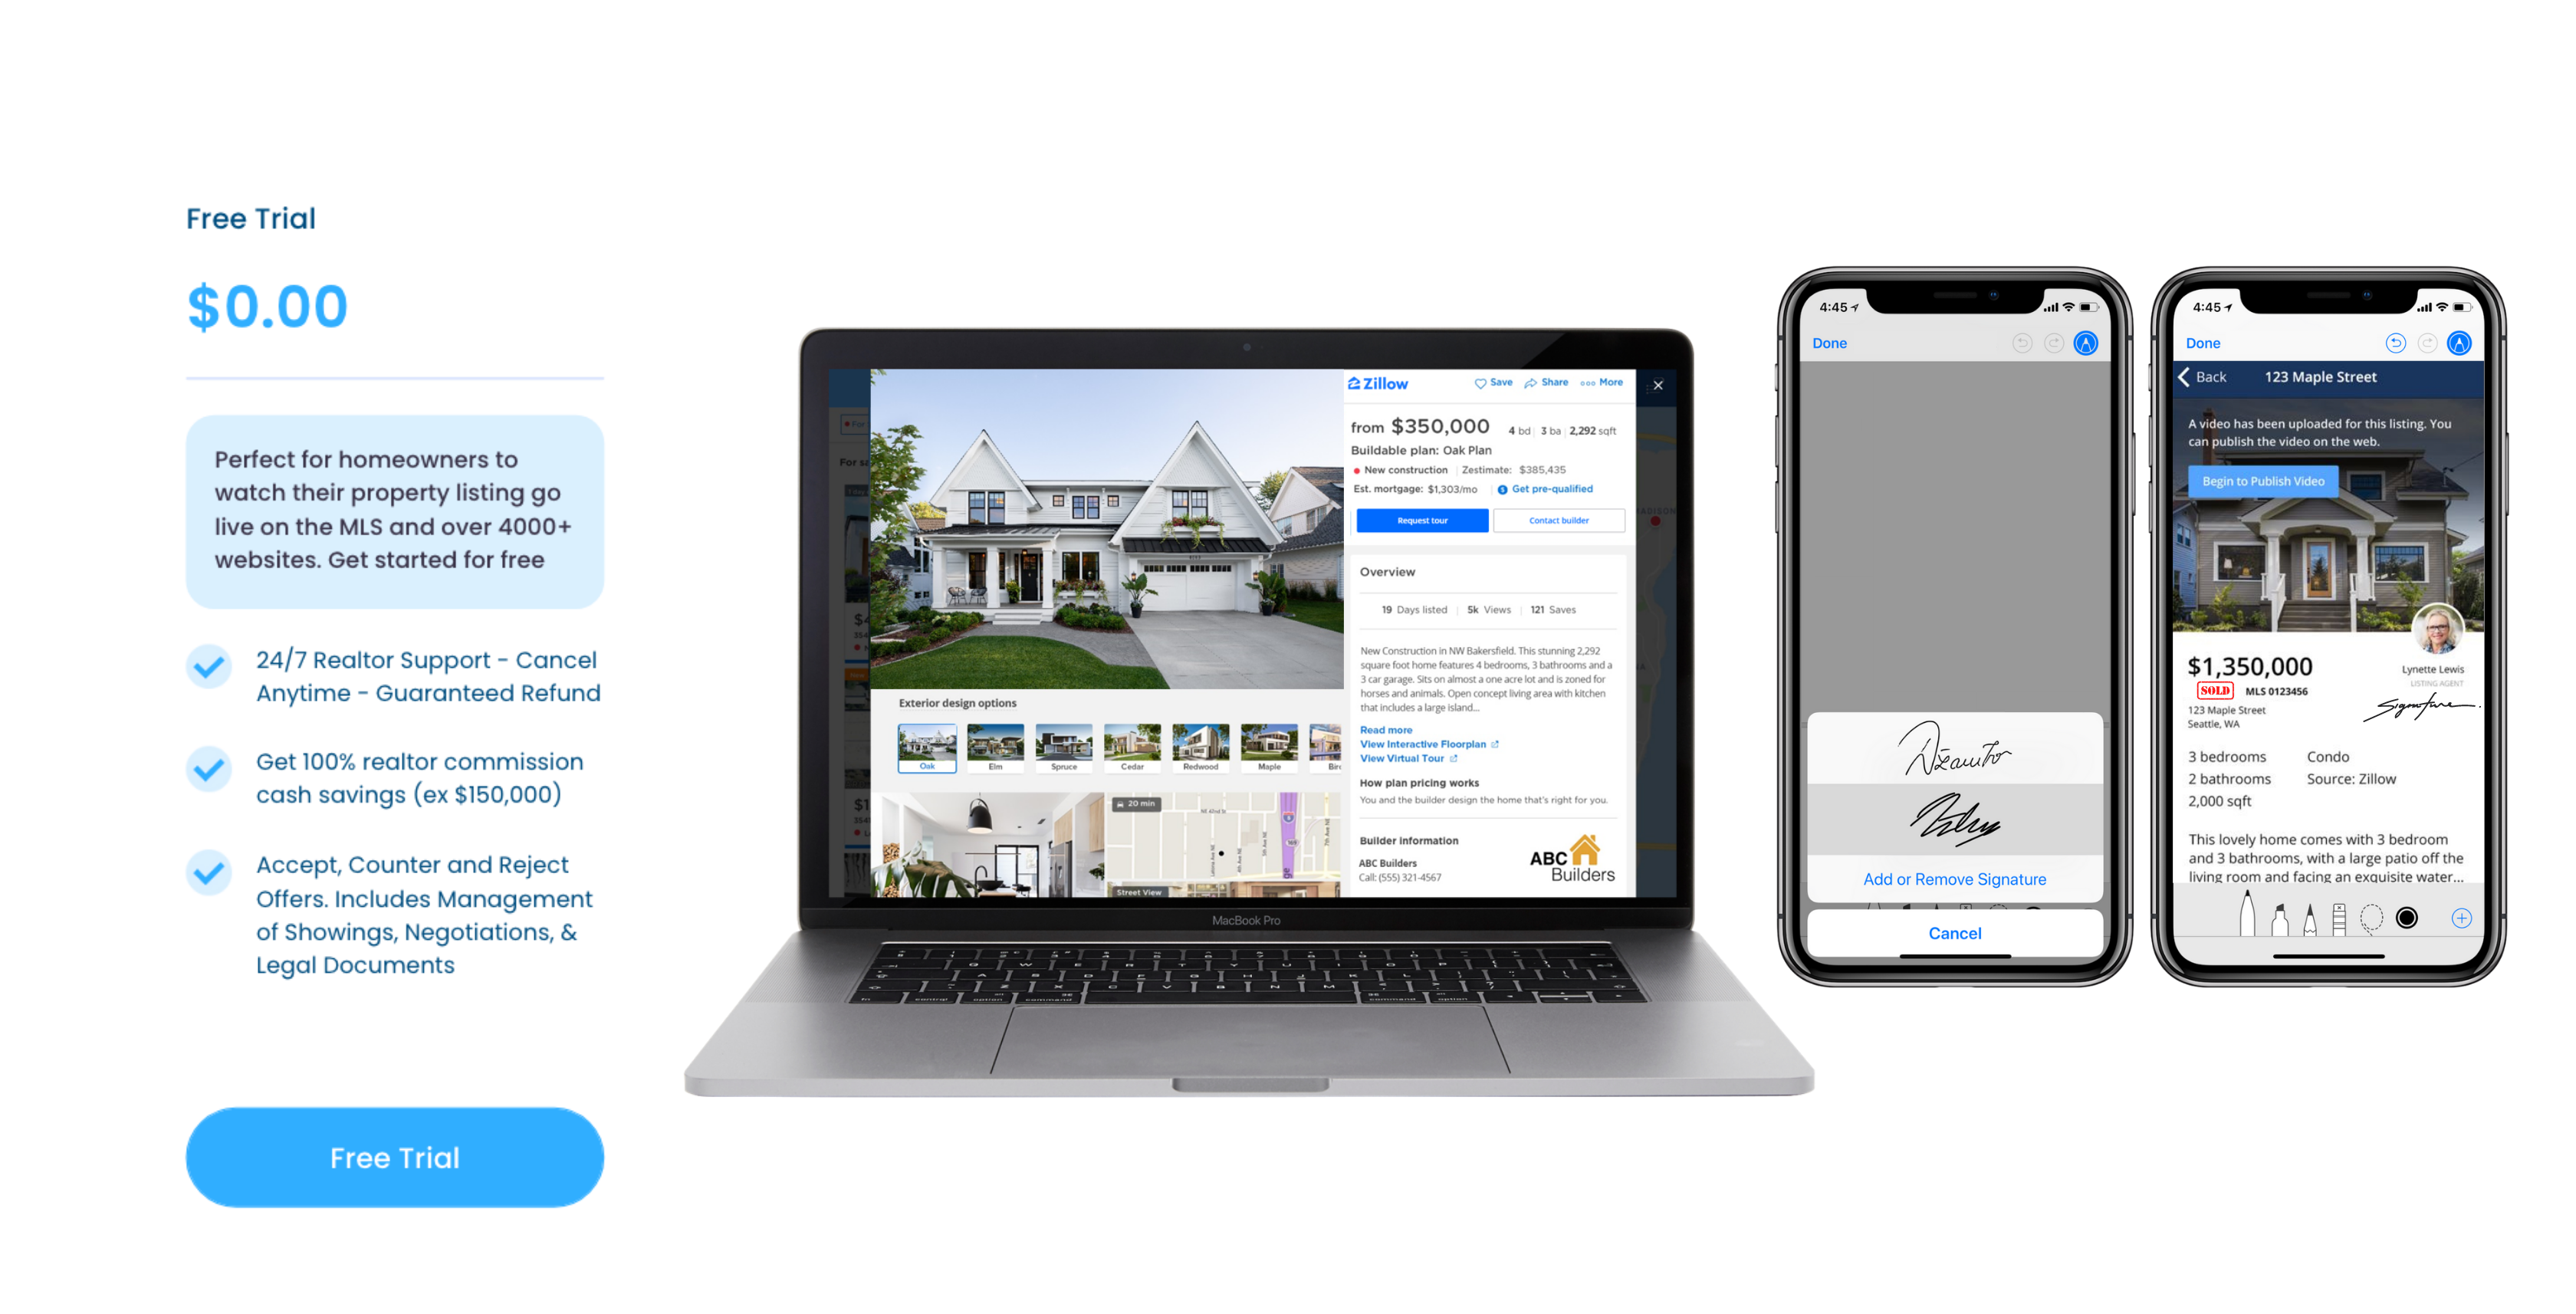 Free Trial
$0.00
Perfect for homeowners to
watch their property listing go
live on the MLS and over 4000+
websites. Get started for free
24/7 Realtor Support - Cancel
Anytime - Guaranteed Refund
Get 100% realtor commission
cash savings (ex $150,000)
Accept, Counter and Reject
Offers. Includes Management
of Showings, Negotiations, &
Legal Documents
Free Trial
Zillow
Save Share More
from $350,000 4 bd 3 ba 2,292 sqft
Buildable plan: Oak Plan
New construction Zestimate: $385,435
Est. mortgage: $1,303/mo $ Get pre-qualified
Request tour Contact builder
Overview
19 Days listed 5k Views 121 Saves
New Construction in NW Bakersfield. This stunning 2,292
square foot home features 4 bedrooms, 3 bathrooms and a
3 car garage. Sits on almost a one acre lot and is zoned for
horses and animals. Open concept living area with kitchen
that includes a large island...
Read more
View Interactive Floorplan
View Virtual Tour
How plan pricing works
You and the builder design the home that's right for you.
Builder information
ABC Builders
Call: (555) 321-4567
ABC
Builders
Exterior design options
Oak Elm Spruce Cedar Redwood Maple
20 min
Street View
MacBook Pro
control option command command option
4:45
Done
Add or Remove Signature
Cancel
4:45
Done
Back 123 Maple Street
A video has been uploaded for this listing. You
can publish the video on the web.
Begin to Publish Video
$1,350,000
Lynette Lewis
LISTING AGENT
SOLD MLS 0123456
Signature
123 Maple Street
Seattle, WA
3 bedrooms Condo
2 bathrooms Source: Zillow
2,000 sqft
This lovely home comes with 3 bedroom
and 3 bathrooms, with a large patio off the
living room and facing an exquisite water...